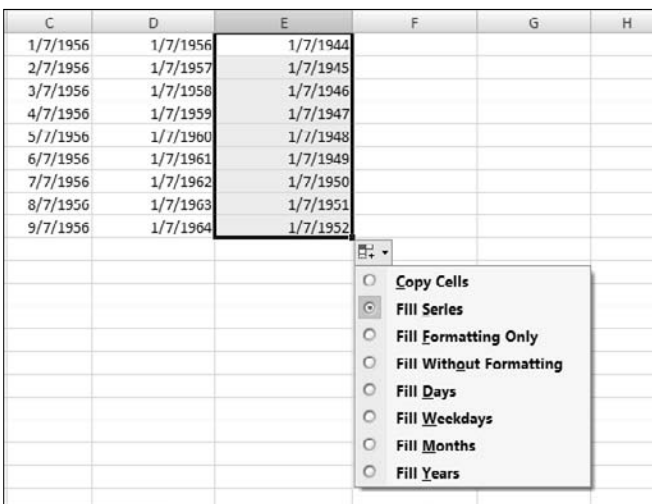 C D E F G H
1/7/1956 1/7/1956 1/7/1944
2/7/1956 1/7/1957 1/7/1945
3/7/1956 1/7/1958 1/7/1946
4/7/1956 1/7/1959 1/7/1947
5/7/1956 1/7/1960 1/7/1948
6/7/1956 1/7/1961 1/7/1949
7/7/1956 1/7/1962 1/7/1950
8/7/1956 1/7/1963 1/7/1951
9/7/1956 1/7/1964 1/7/1952
Copy Cells
Fill Series
Fill Formatting Only
Fill Without Formatting
Fill Days
Fill Weekdays
Fill Months
Fill Years